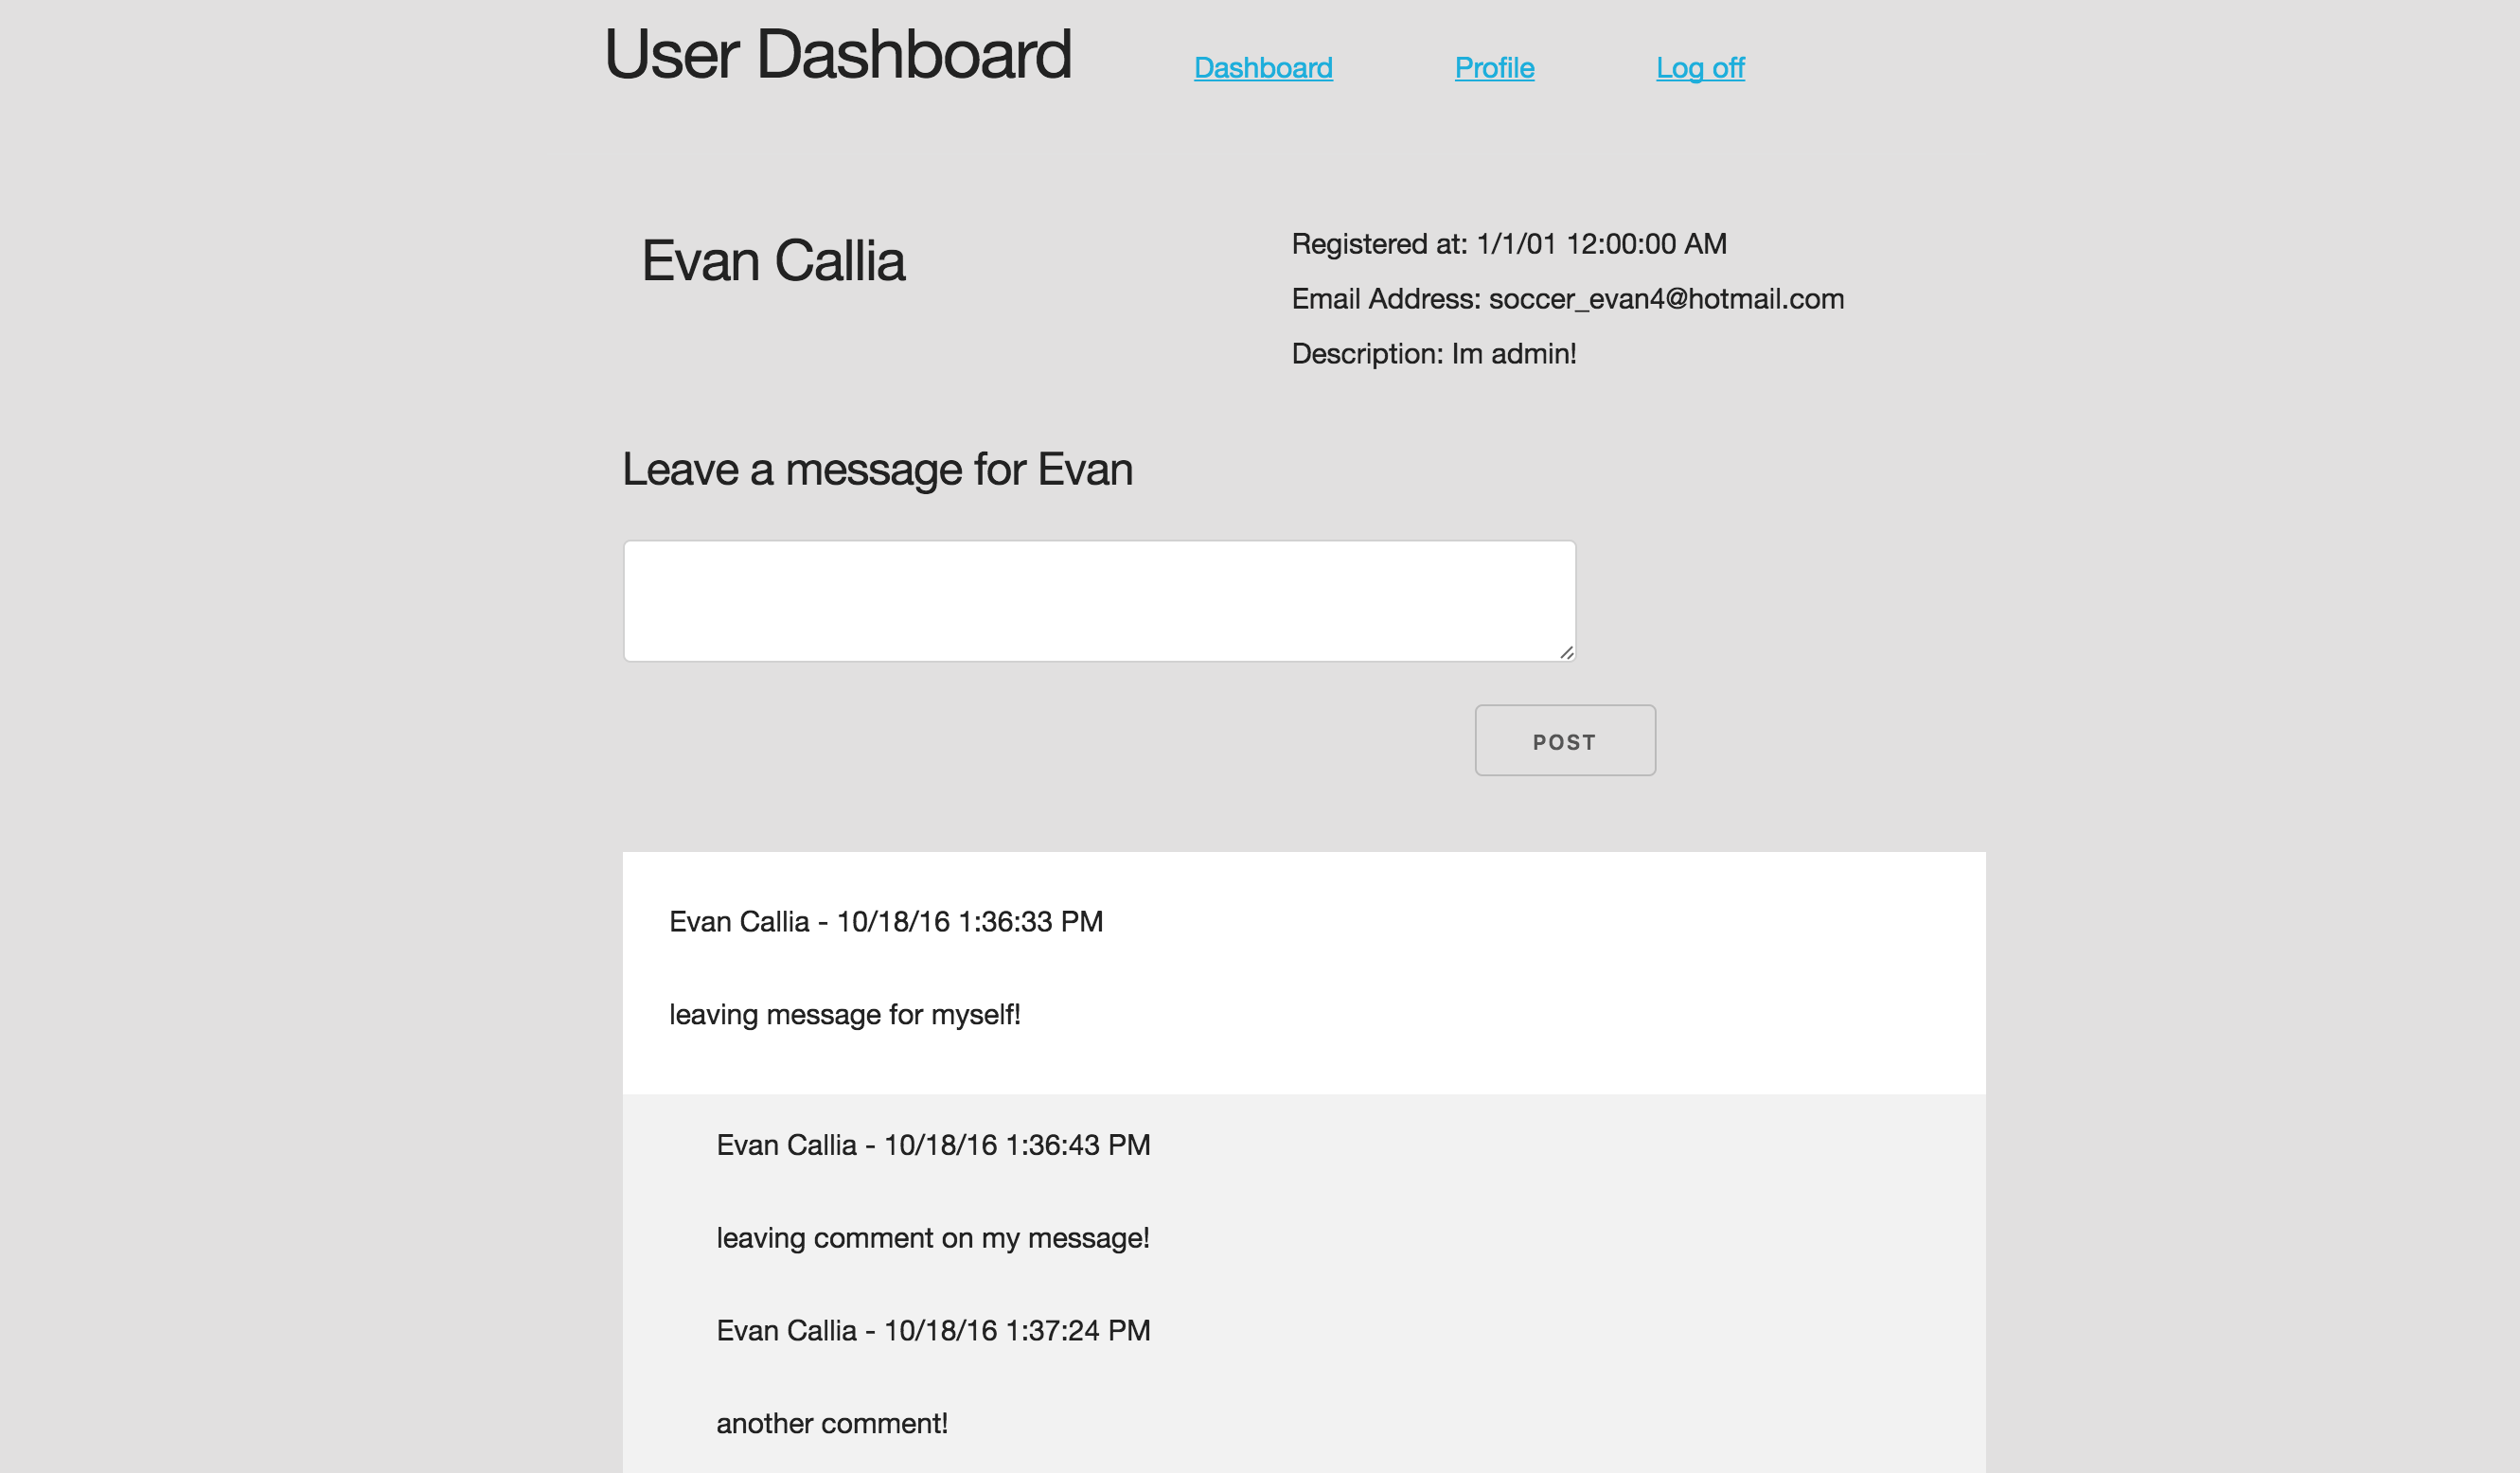 User Dashboard Dashboard Profile Log off
Evan Callia
Registered at: 1/1/01 12:00:00 AM
Email Address: soccer_evan4@hotmail.com
Description: Im admin!
Leave a message for Evan
POST
Evan Callia - 10/18/16 1:36:33 PM
leaving message for myself!
Evan Callia - 10/18/16 1:36:43 PM
leaving comment on my message!
Evan Callia - 10/18/16 1:37:24 PM
another comment!